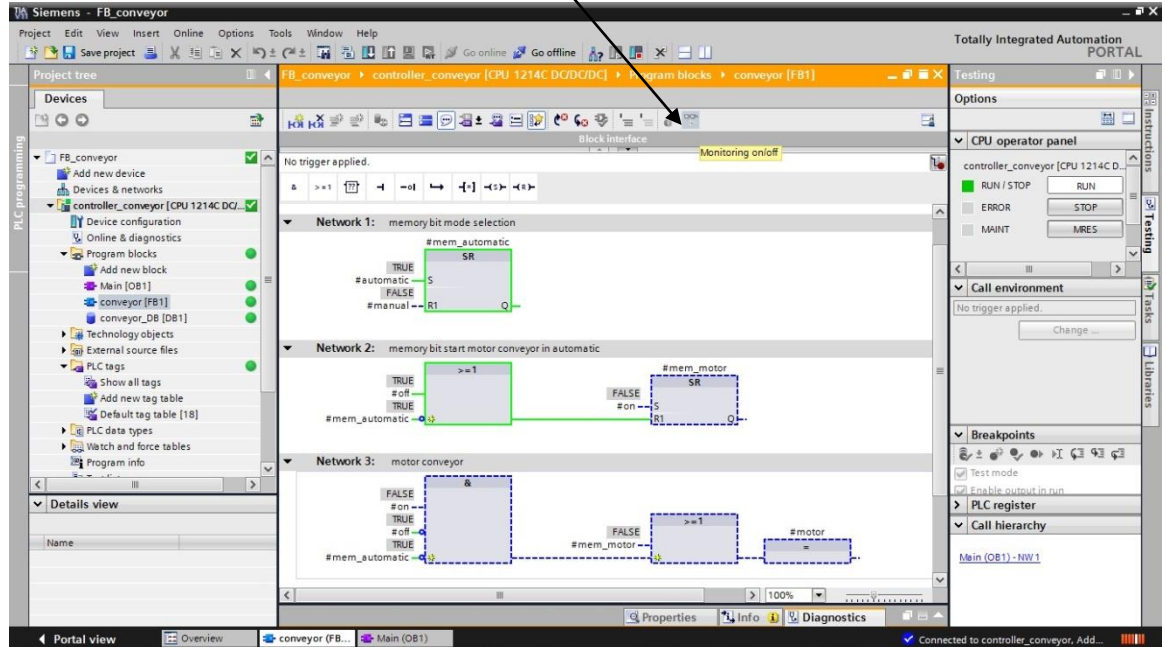 Siemens - FB_conveyor
Project Edit View Insert Online Options Tools Window Help
Save project Go online Go offline
Totally Integrated Automation
PORTAL
Project tree
FB_conveyor controller_conveyor [CPU 1214C DC/DC/DC] Program blocks conveyor [FB1]
Testing
Devices
Options
Block interface
Monitoring on/off
PLC programming
FB_conveyor
Add new device
Devices & networks
controller_conveyor [CPU 1214C DC/...
Device configuration
Online & diagnostics
Program blocks
Add new block
Main [OB1]
conveyor [FB1]
conveyor_DB [DB1]
Technology objects
External source files
PLC tags
Show all tags
Add new tag table
Default tag table [18]
PLC data types
Watch and force tables
Program info
Details view
Name
No trigger applied.
& >=1 [??]
Network 1: memory bit mode selection
#mem_automatic
SR
TRUE
#automatic S
FALSE
#manual R1 Q
Network 2: memory bit start motor conveyor in automatic
>=1
#mem_motor
SR
TRUE
#off
TRUE
#mem_automatic
FALSE
#on S
R1 Q
Network 3: motor conveyor
&
FALSE
#on
TRUE
#off
TRUE
#mem_automatic
>=1
FALSE
#mem_motor
#motor
=
100%
Properties Info Diagnostics
CPU operator panel
controller_conveyor [CPU 1214C D...
RUN / STOP RUN
ERROR STOP
MAINT MRES
Call environment
No trigger applied.
Change ...
Breakpoints
Test mode
Enable output in run
PLC register
Call hierarchy
Main (OB1) - NW1
Instructions
Testing
Tasks
Libraries
Portal view Overview conveyor (FB... Main (OB1)
Connected to controller_conveyor, Add...